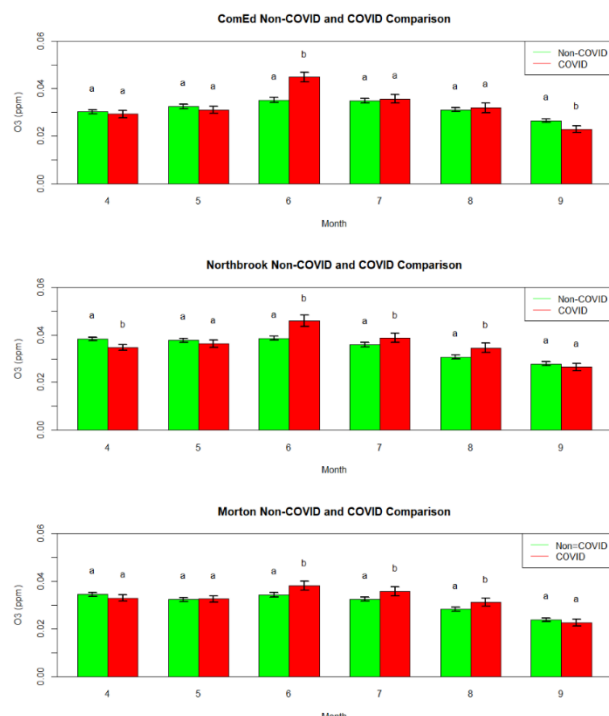 ComEd Non-COVID and COVID Comparison
O3 (ppm)
0.00 0.02 0.04 0.06
Non-COVID
COVID
a a a a a b a a a a a b
4 5 6 7 8 9
Month
Northbrook Non-COVID and COVID Comparison
O3 (ppm)
0.00 0.02 0.04 0.06
Non-COVID
COVID
a b a a a b a b a b a a
4 5 6 7 8 9
Month
Morton Non-COVID and COVID Comparison
O3 (ppm)
0.00 0.02 0.04 0.06
Non=COVID
COVID
a a a a a b a b a b a a
4 5 6 7 8 9
Month